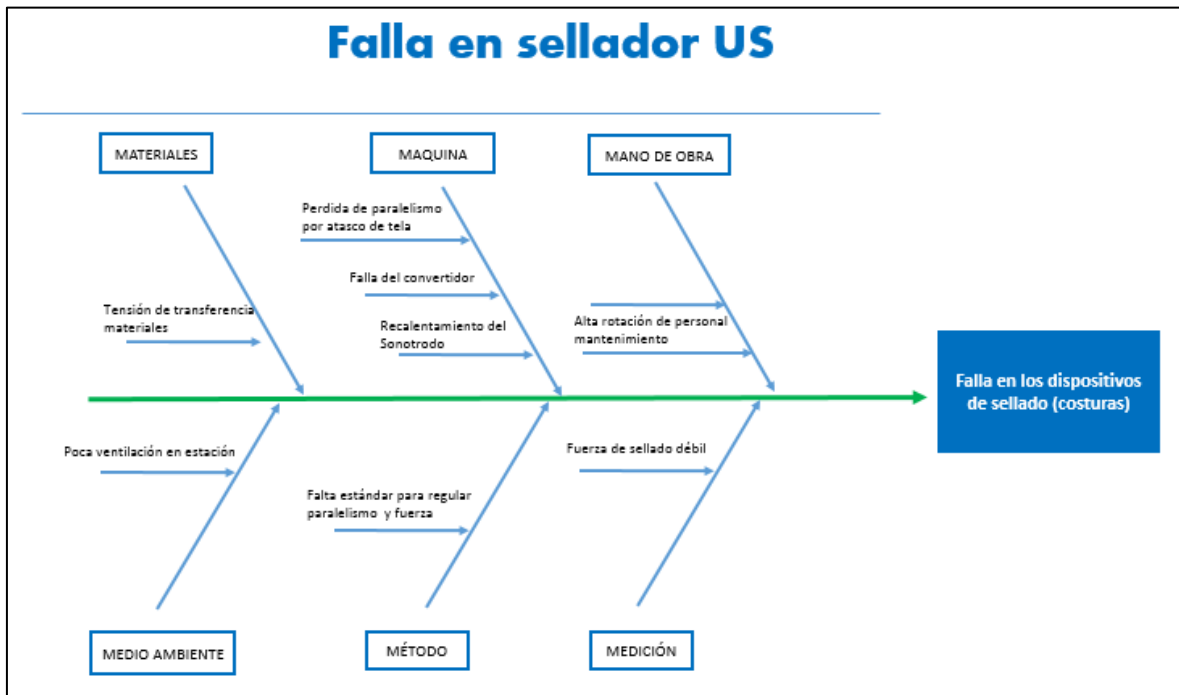 Falla en sellador US
MATERIALES
MAQUINA
MANO DE OBRA
Perdida de paralelismo
por atasco de tela
Falla del convertidor
Tensión de transferencia
materiales
Recalentamiento del
Sonotrodo
Alta rotación de personal
mantenimiento
Falla en los dispositivos
de sellado (costuras)
Poca ventilación en estación
Falta estándar para regular
paralelismo y fuerza
Fuerza de sellado débil
MEDIO AMBIENTE
MÉTODO
MEDICIÓN